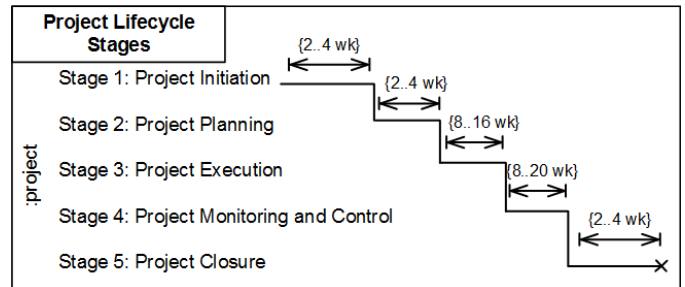 Project Lifecycle
Stages
{2..4 wk}
Stage 1: Project Initiation
{2..4 wk}
Stage 2: Project Planning
{8..16 wk}
:project
Stage 3: Project Execution
{8..20 wk}
Stage 4: Project Monitoring and Control
{2..4 wk}
Stage 5: Project Closure